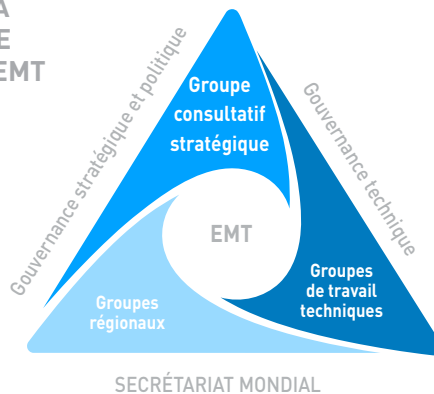 A
E
EMT
Gouvernance stratégique et politique
Gouvernance technique
Groupe
consultatif
stratégique
EMT
Groupes
régionaux
Groupes
de travail
techniques
SECRÉTARIAT MONDIAL